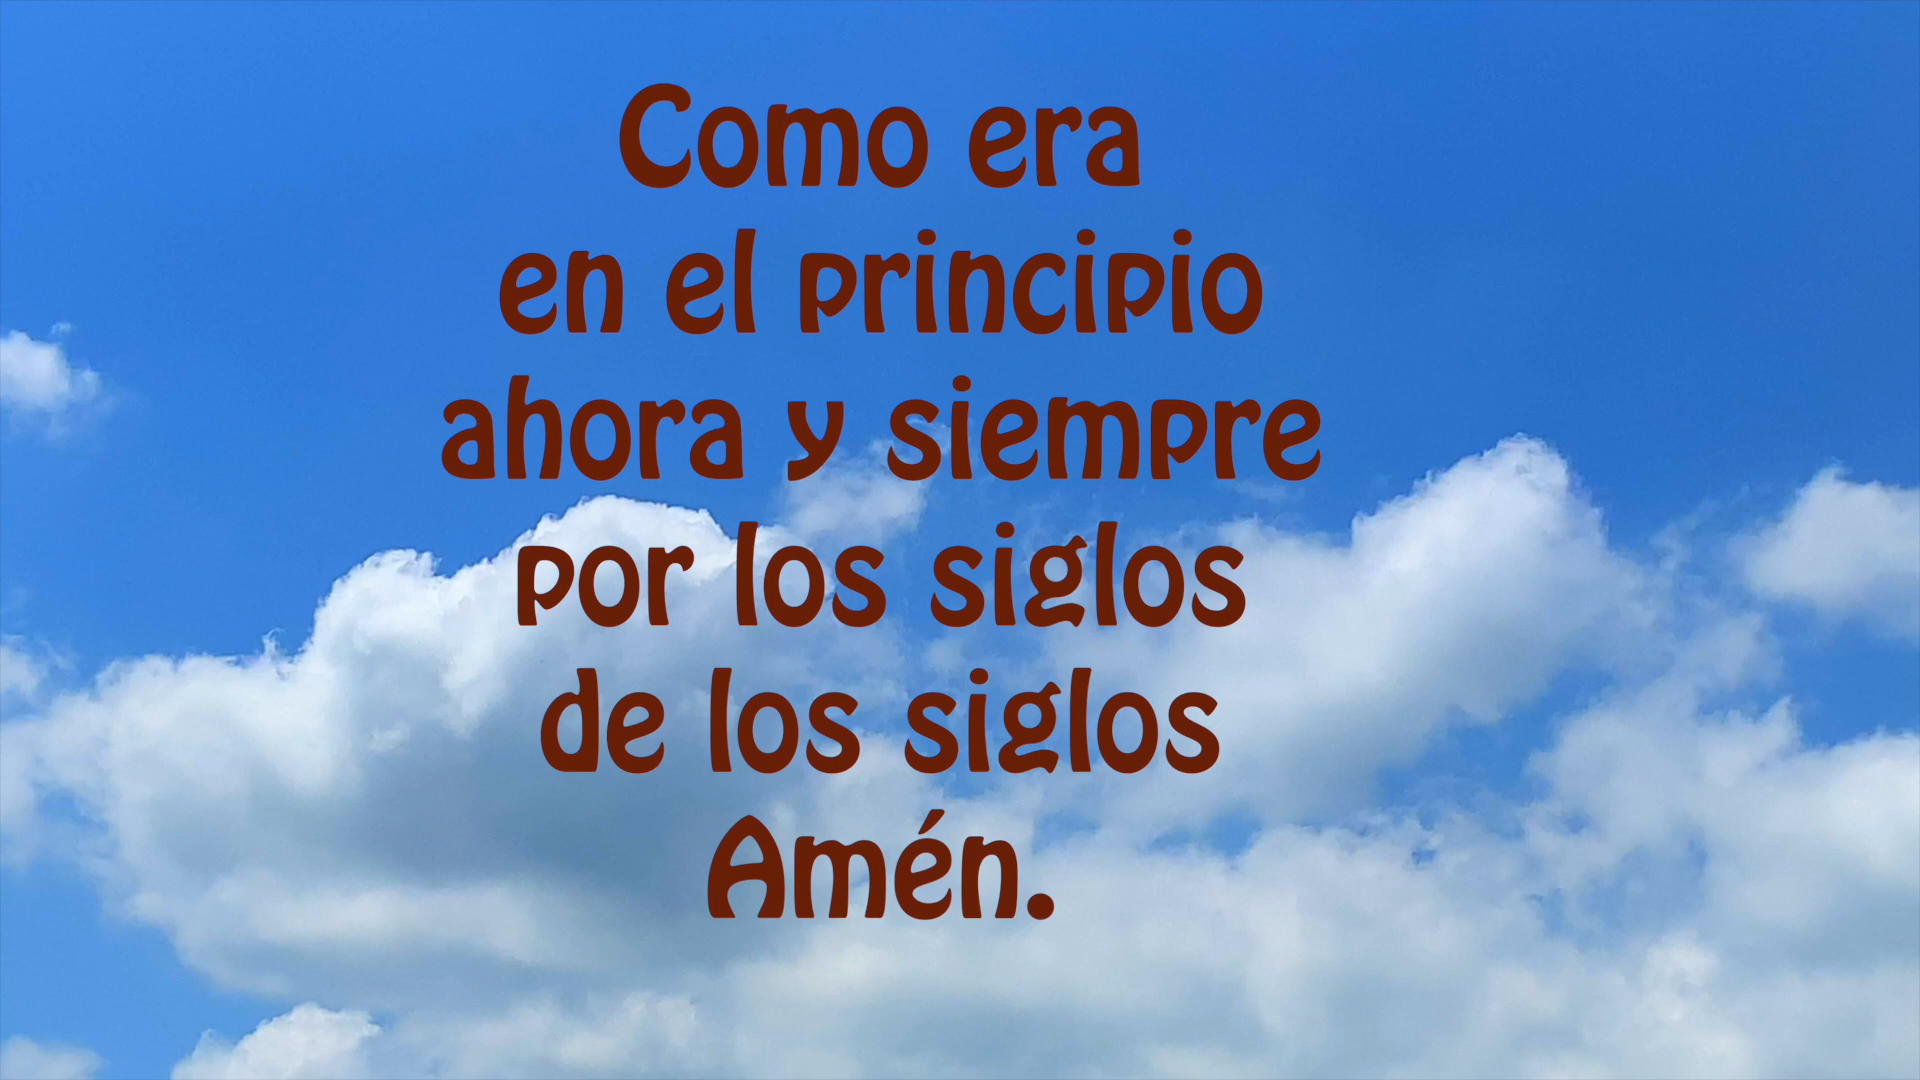 Como era
en el principio
ahora y siempre
por los siglos
de los siglos
Amén.